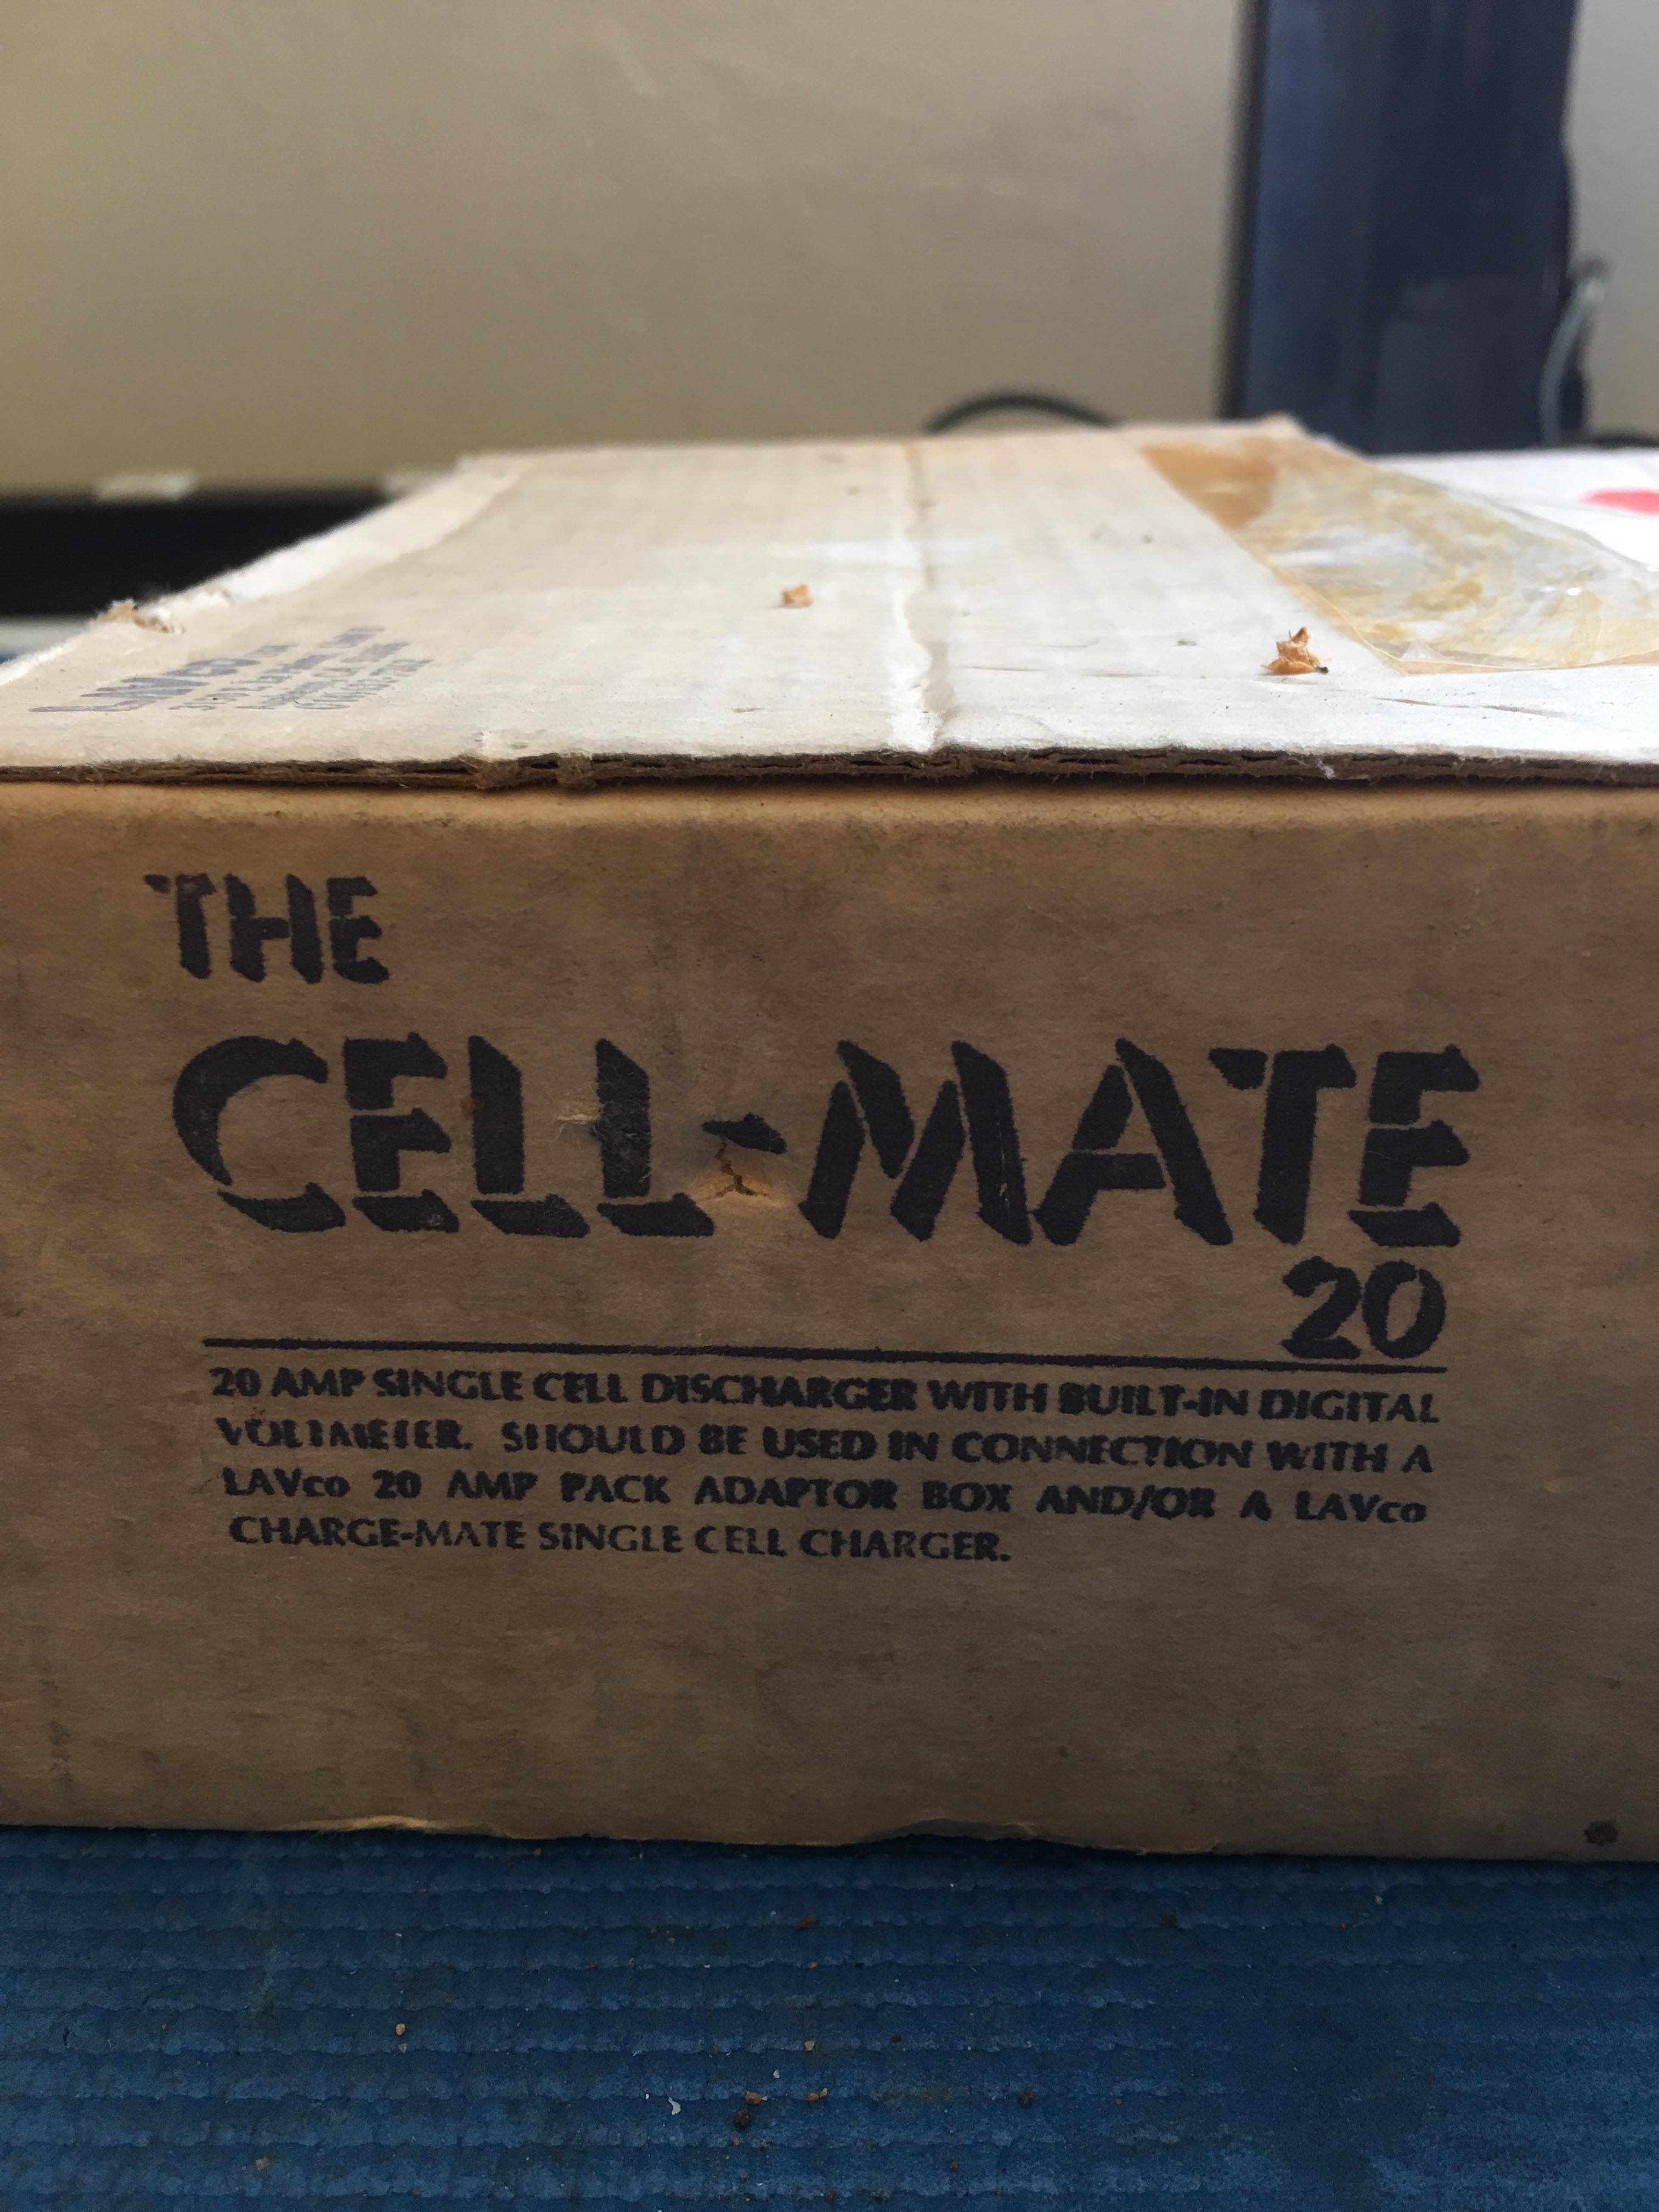 THE
CELL-MATE
20
20 AMP SINGLE CELL DISCHARGER WITH BUILT-IN DIGITAL
VOLTMETER. SHOULD BE USED IN CONNECTION WITH A
LAVco 20 AMP PACK ADAPTOR BOX AND/OR A LAVco
CHARGE-MATE SINGLE CELL CHARGER.